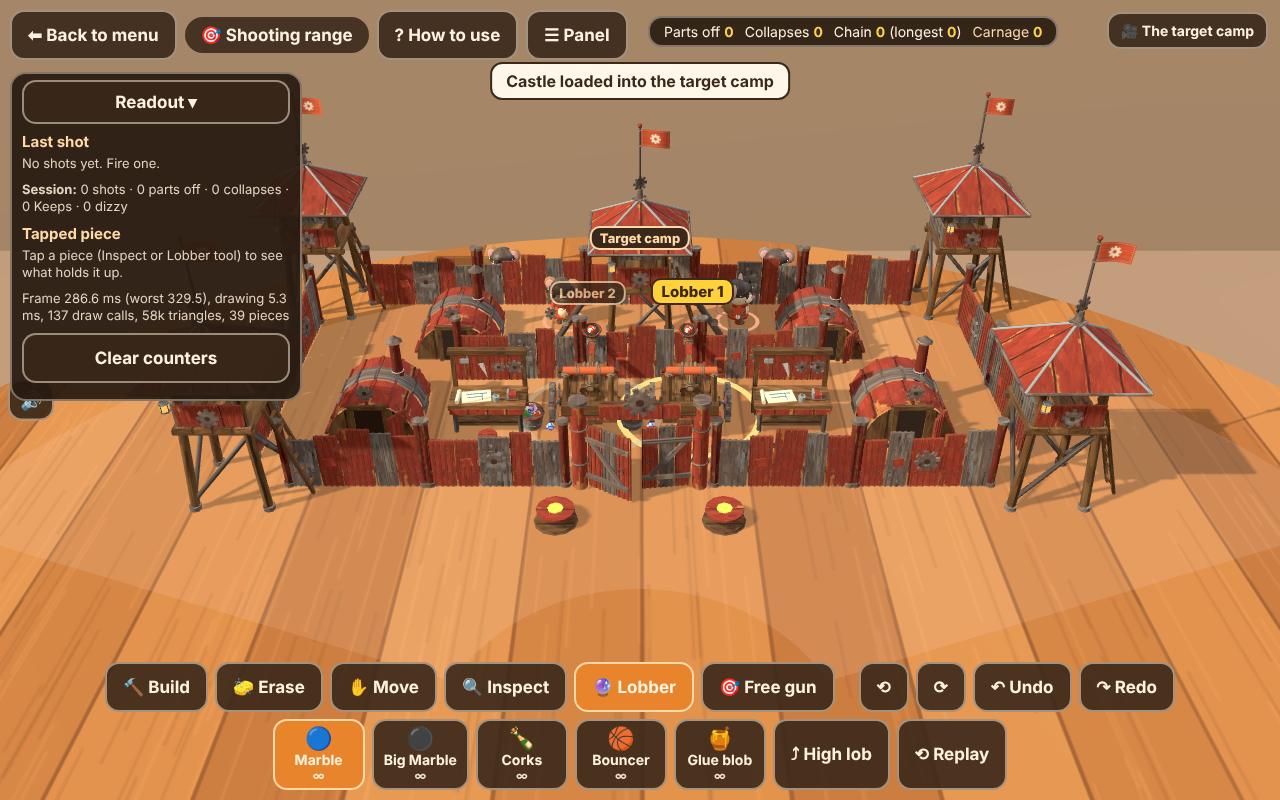 ⬅ Back to menu
🎯 Shooting range
? How to use
☰ Panel
Parts off 0 Collapses 0 Chain 0 (longest 0) Carnage 0
🎥 The target camp
Castle loaded into the target camp
Readout ▾
Last shot
No shots yet. Fire one.
Session: 0 shots · 0 parts off · 0 collapses ·
0 Keeps · 0 dizzy
Tapped piece
Tap a piece (Inspect or Lobber tool) to see
what holds it up.
Frame 286.6 ms (worst 329.5), drawing 5.3
ms, 137 draw calls, 58k triangles, 39 pieces
Clear counters
Target camp
Lobber 2
Lobber 1
🔨 Build
🧽 Erase
✋ Move
🔍 Inspect
🔮 Lobber
🎯 Free gun
⟲
⟳
↶ Undo
↷ Redo
Marble
∞
Big Marble
∞
Corks
∞
Bouncer
∞
Glue blob
∞
⤴ High lob
⟲ Replay